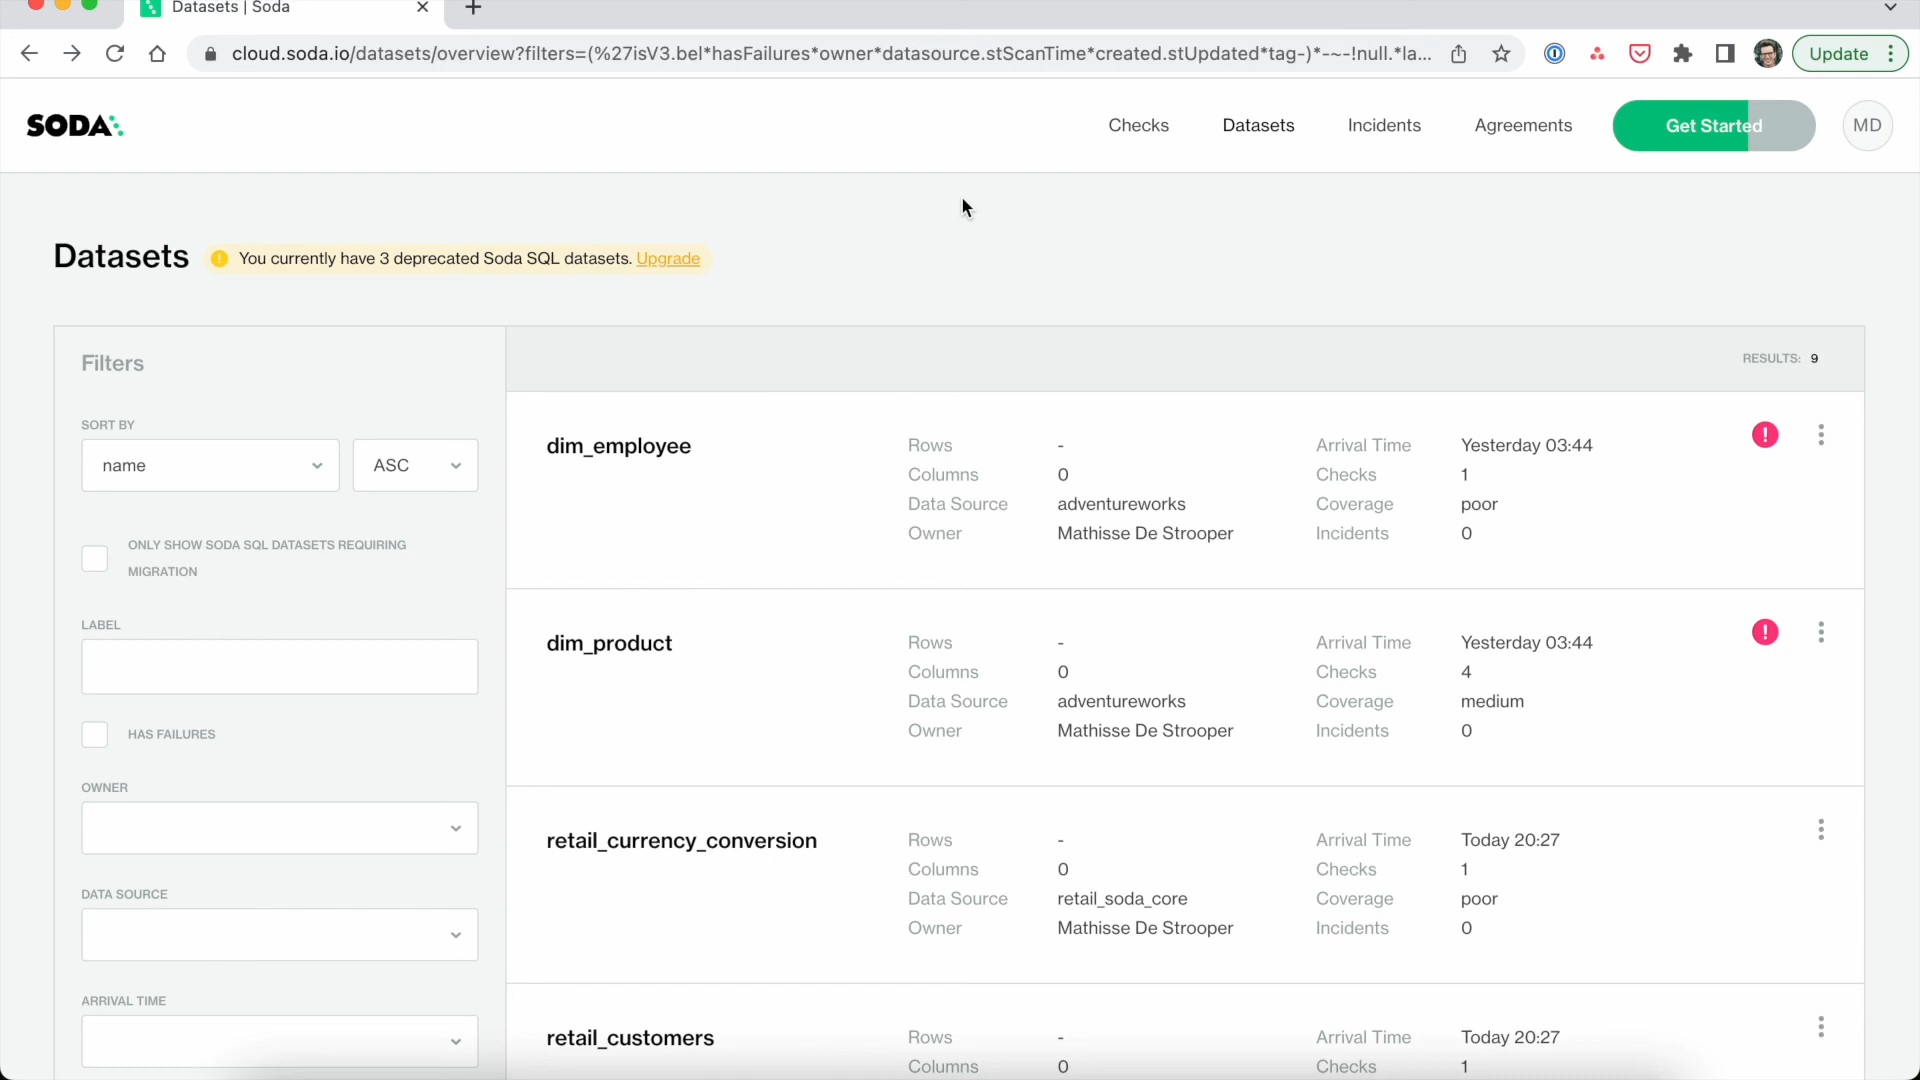 Datasets | Soda
cloud.soda.io/datasets/overview?filters=(%27isV3.bel*hasFailures*owner*datasource.stScanTime*created.stUpdated*tag-)*-~-!null.*la...
Update
SODA
Checks
Datasets
Incidents
Agreements
Get Started
MD
Datasets
You currently have 3 deprecated Soda SQL datasets. Upgrade
Filters
RESULTS: 9
SORT BY
name
ASC
ONLY SHOW SODA SQL DATASETS REQUIRING
MIGRATION
LABEL
HAS FAILURES
OWNER
DATA SOURCE
ARRIVAL TIME
dim_employee
Rows -
Arrival Time Yesterday 03:44
Columns 0
Checks 1
Data Source adventureworks
Coverage poor
Owner Mathisse De Strooper
Incidents 0
dim_product
Rows -
Arrival Time Yesterday 03:44
Columns 0
Checks 4
Data Source adventureworks
Coverage medium
Owner Mathisse De Strooper
Incidents 0
retail_currency_conversion
Rows -
Arrival Time Today 20:27
Columns 0
Checks 1
Data Source retail_soda_core
Coverage poor
Owner Mathisse De Strooper
Incidents 0
retail_customers
Rows -
Arrival Time Today 20:27
Columns 0
Checks 1